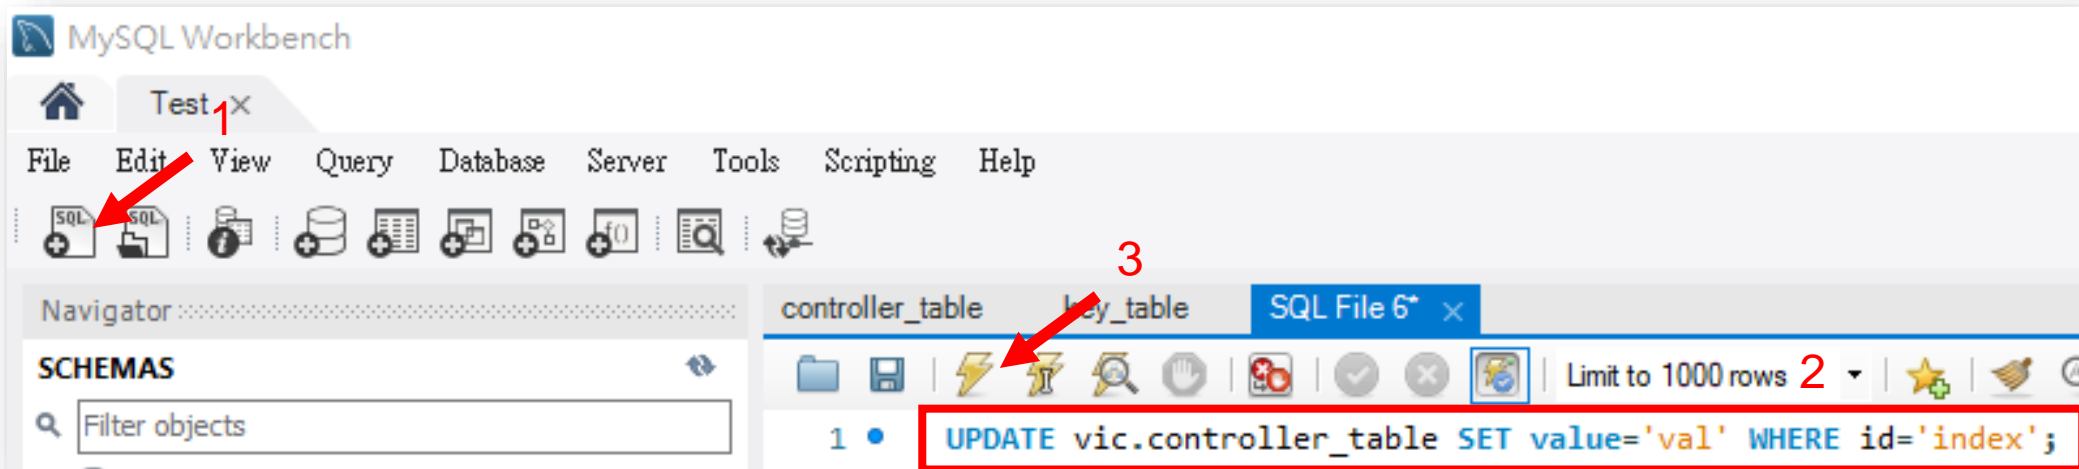 MySQL Workbench
Test ×
1
File Edit View Query Database Server Tools Scripting Help
SQL SQL f()
3
Navigator
controller_table key_table SQL File 6* ×
SCHEMAS
Limit to 1000 rows 2
Filter objects
1 UPDATE vic.controller_table SET value='val' WHERE id='index';